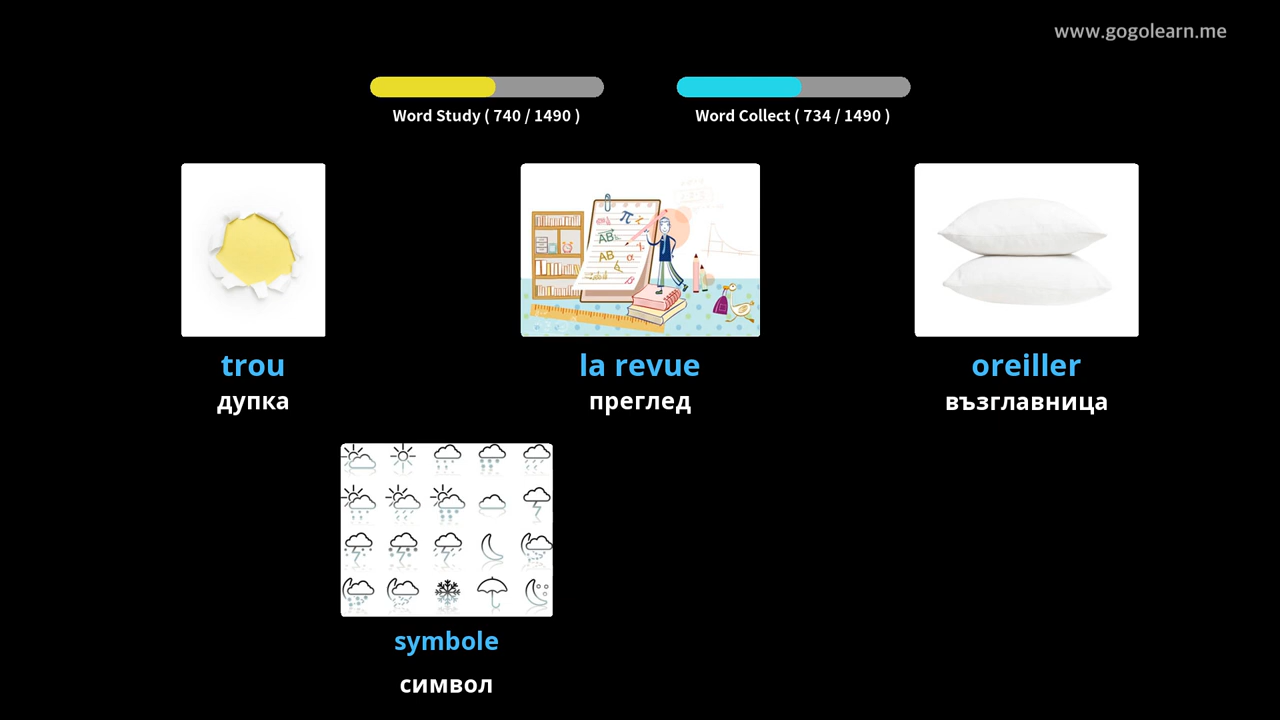 www.gogolearn.me
Word Study ( 740 / 1490 )
Word Collect ( 734 / 1490 )
trou
дупка
la revue
преглед
oreiller
възглавница
symbole
символ